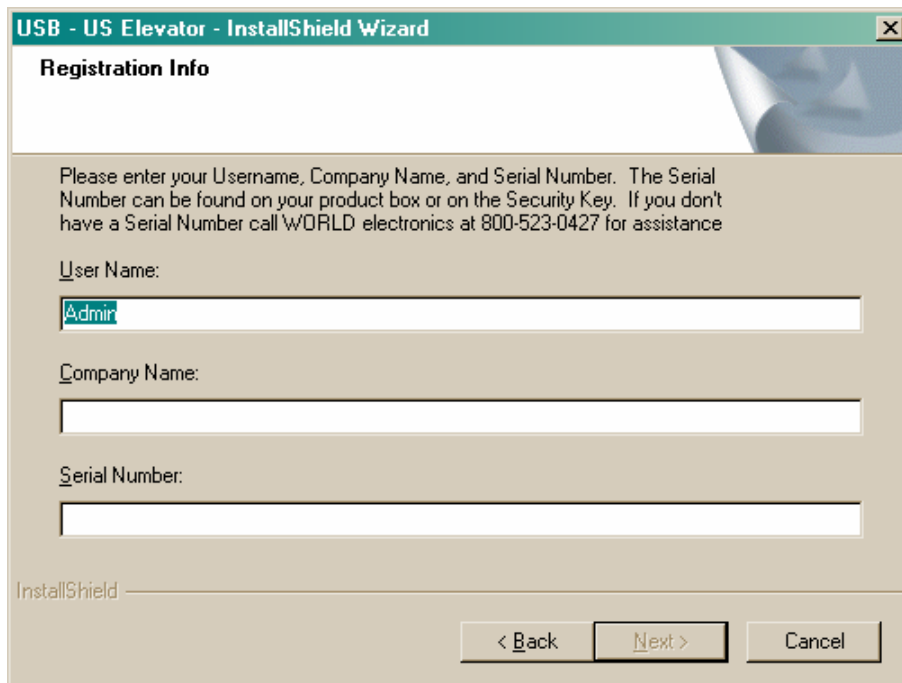 USB - US Elevator - InstallShield Wizard
Registration Info
Please enter your Username, Company Name, and Serial Number. The Serial
Number can be found on your product box or on the Security Key. If you don't
have a Serial Number call WORLD electronics at 800-523-0427 for assistance
User Name:
Admin
Company Name:
Serial Number:
InstallShield
< Back Next > Cancel